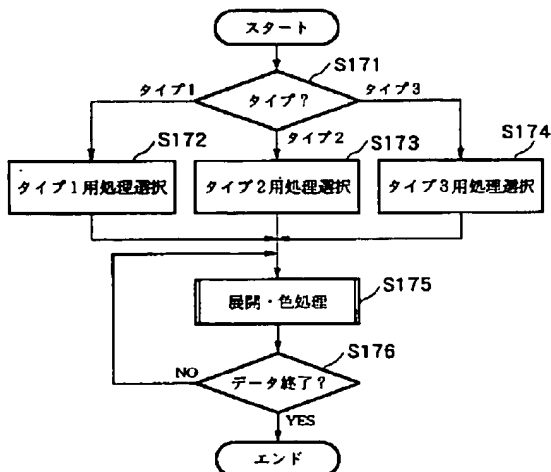 スタート
S171
タイプ?
タイプ1
タイプ2
タイプ3
S172
タイプ1用処理選択
S173
タイプ2用処理選択
S174
タイプ3用処理選択
展開・色処理
S175
データ終了?
S176
NO
YES
エンド